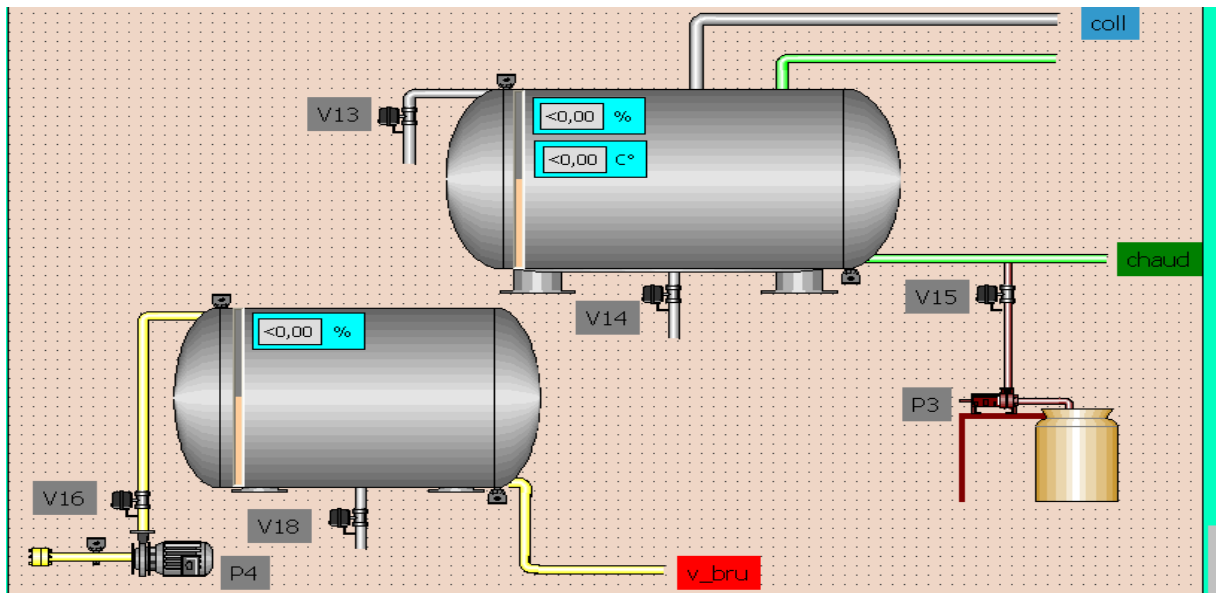 coll
V13
<0,00 %
<0,00 C°
chaud
V14
V15
<0,00 %
P3
V16
V18
P4
v_bru